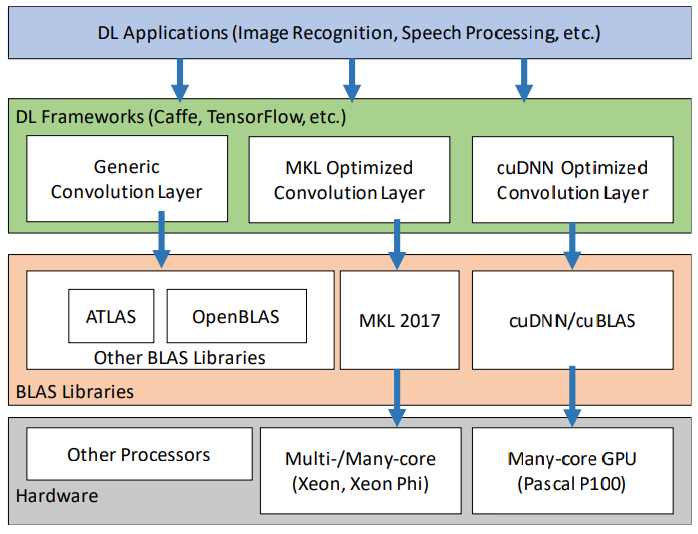 DL Applications (Image Recognition, Speech Processing, etc.)
DL Frameworks (Caffe, TensorFlow, etc.)
Generic
Convolution Layer
MKL Optimized
Convolution Layer
cuDNN Optimized
Convolution Layer
ATLAS
OpenBLAS
Other BLAS Libraries
MKL 2017
cuDNN/cuBLAS
BLAS Libraries
Other Processors
Multi-/Many-core
(Xeon, Xeon Phi)
Many-core GPU
(Pascal P100)
Hardware